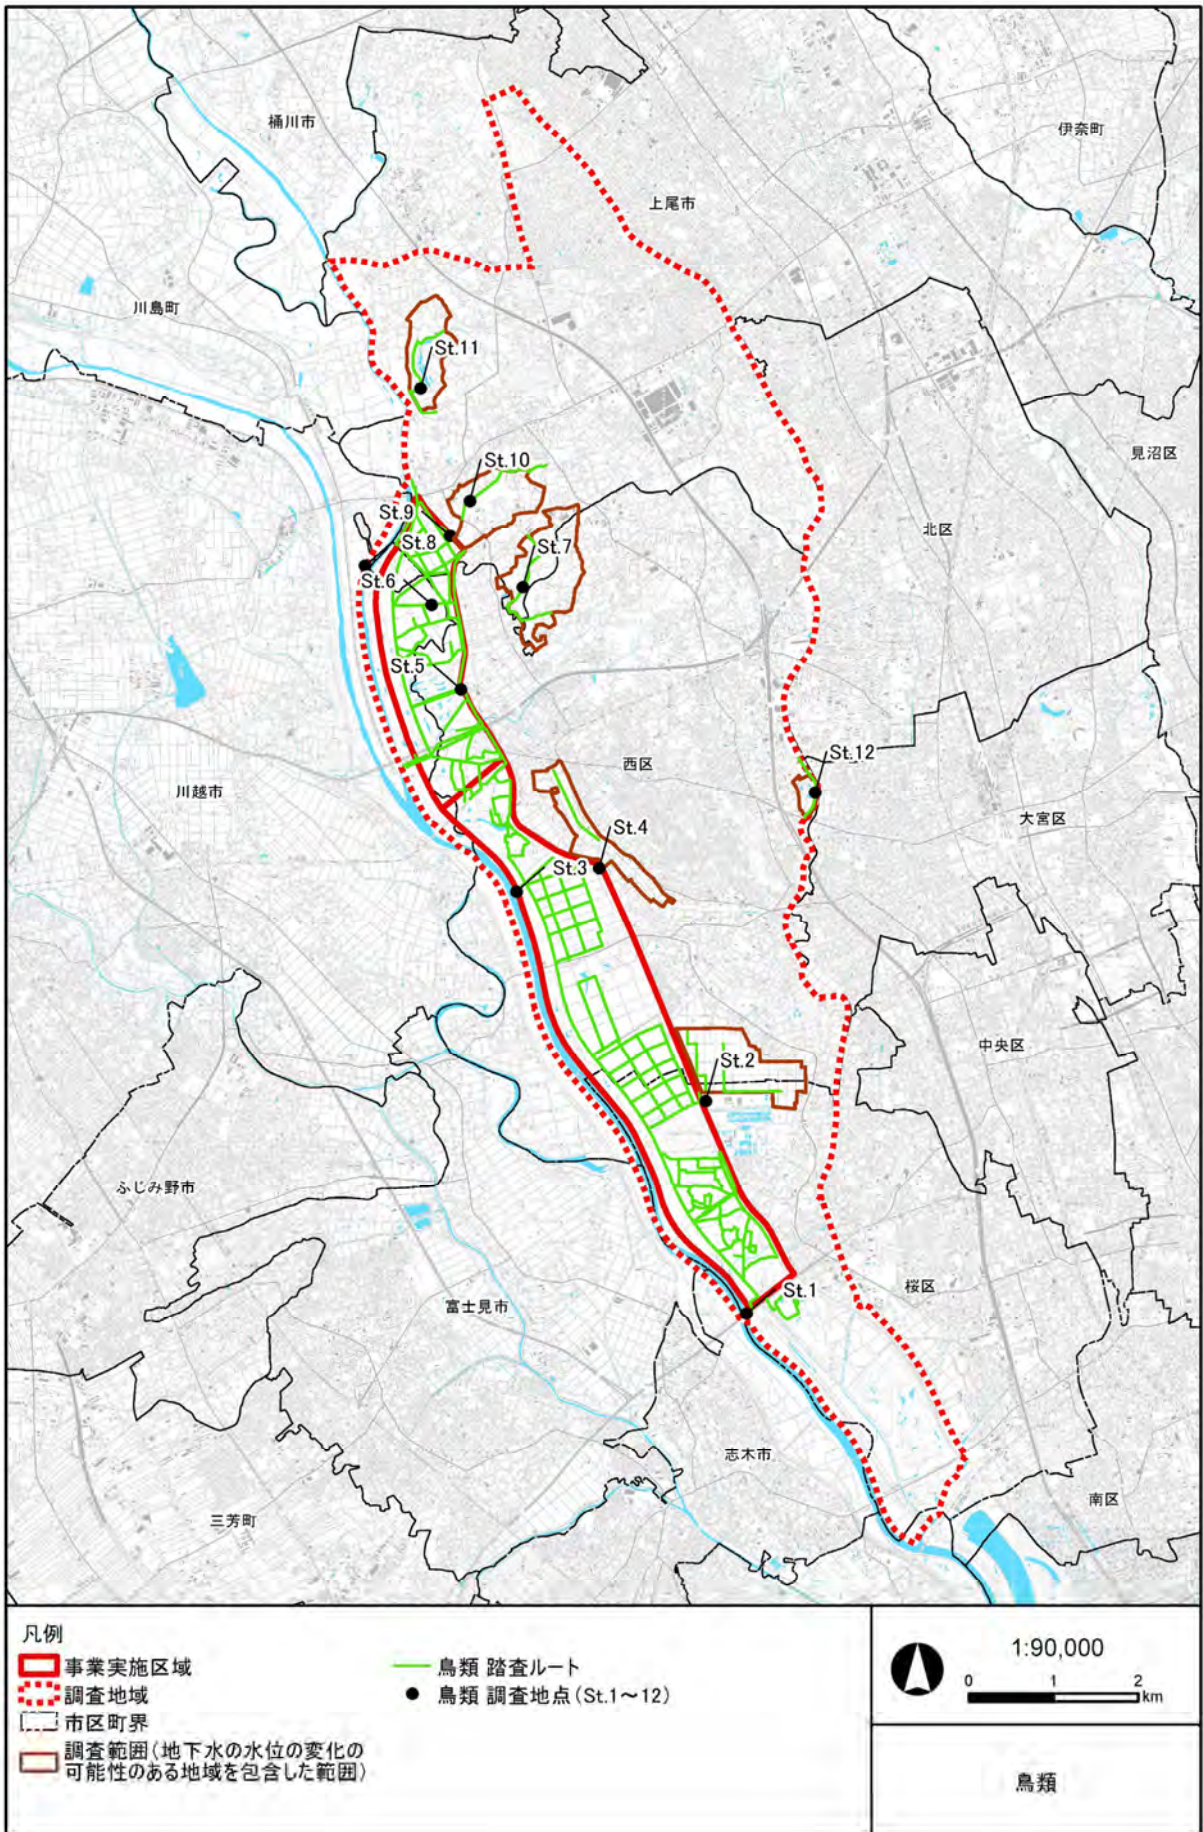 桶川市
伊奈町
上尾市
川島町
St.11
見沼区
St.10
St.9
北区
St.8
St.7
St.6
St.5
西区
St.12
川越市
大宮区
St.4
St.3
中央区
St.2
ふじみ野市
桜区
St.1
富士見市
志木市
南区
三芳町
凡例
事業実施区域
調査地域
市区町界
調査範囲(地下水の水位の変化の
可能性のある地域を包含した範囲)
鳥類 踏査ルート
鳥類 調査地点(St.1~12)
1:90,000
0 1 2
km
鳥類